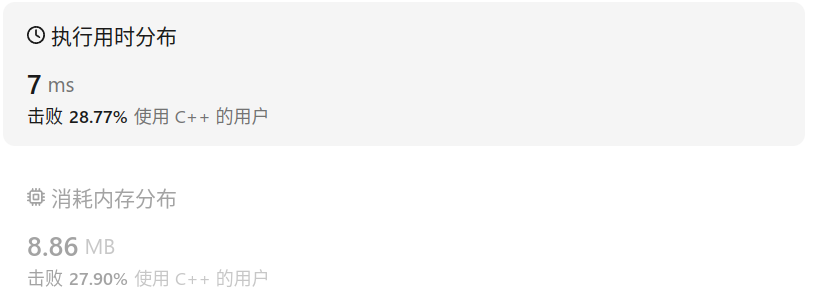 执行用时分布
7 ms
击败 28.77% 使用 C++ 的用户
消耗内存分布
8.86 MB
击败 27.90% 使用 C++ 的用户